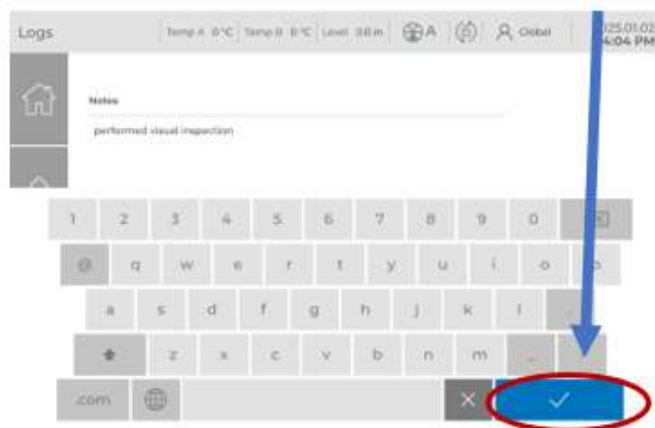 Logs Temp A 0°C Temp B 0°C Level 3.0 m A Global 2025.01.02
4:04 PM
Notes
performed visual inspection
1 2 3 4 5 6 7 8 9 0
@ q w e r t y u i o p
a s d f g h j k l
z x c v b n m _
.com